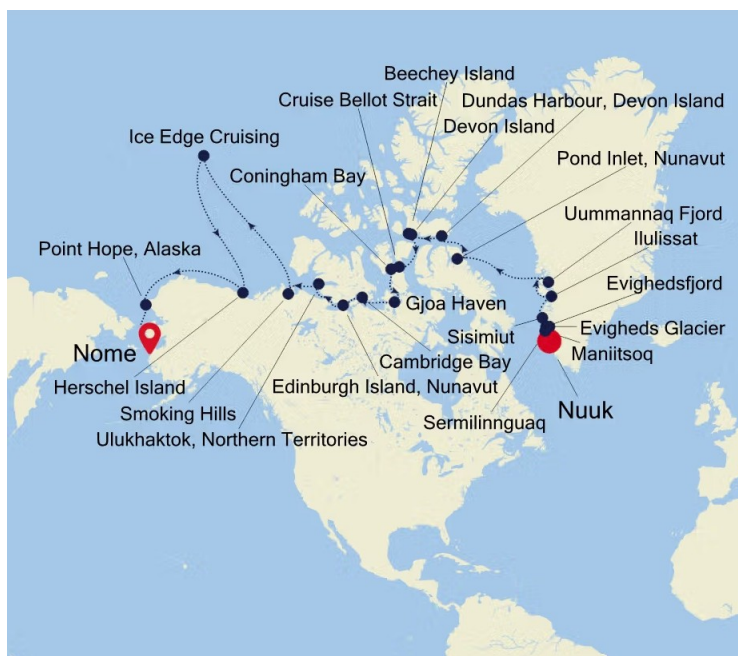 Beechey Island
Cruise Bellot Strait
Dundas Harbour, Devon Island
Devon Island
Ice Edge Cruising
Pond Inlet, Nunavut
Coningham Bay
Uummannaq Fjord
Ilulissat
Point Hope, Alaska
Evighedsfjord
Gjoa Haven
Sisimiut
Evigheds Glacier
Nome
Maniitsoq
Cambridge Bay
Herschel Island
Edinburgh Island, Nunavut
Nuuk
Smoking Hills
Sermilinnguaq
Ulukhaktok, Northern Territories